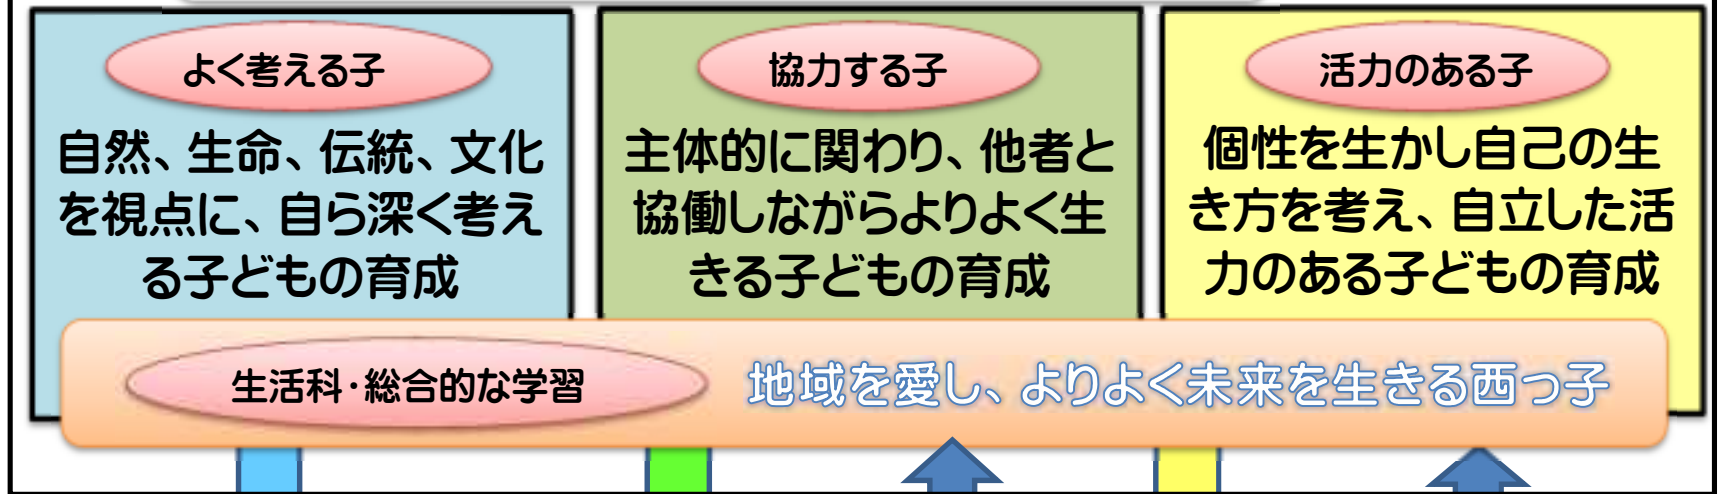 よく考える子
自然、生命、伝統、文化
を視点に、自ら深く考え
る子どもの育成
協力する子
主体的に関わり、他者と
協働しながらよりよく生
きる子どもの育成
活力のある子
個性を生かし自己の生
き方を考え、自立した活
力のある子どもの育成
生活科・総合的な学習
地域を愛し、よりよく未来を生きる西っ子